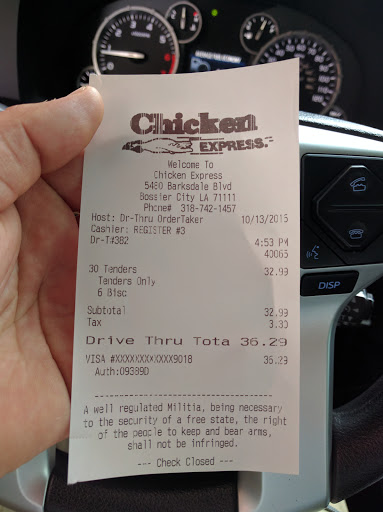 Chicken
EXPRESS.
Welcome To
Chicken Express
5460 Barksdale Blvd
Bossier City LA 71111
Phone# 318-742-1457
Host: Dr-Thru OrderTaker 10/13/2015
Cashier: REGISTER #3
Dr-T#382 4:53 PM
40065
30 Tenders 32.99
Tenders Only
6 Bisc
Subtotal 32.99
Tax 3.30
Drive Thru Tota 36.29
VISA #XXXXXXXXXXXX9018 36.29
Auth:09389D
A well regulated Militia, being necessary
to the security of a free state, the right
of the people to keep and bear arms,
shall not be infringed.
--- Check Closed ---
DISP